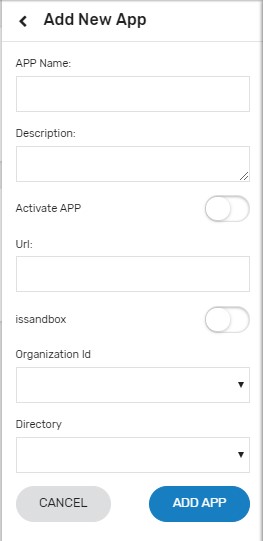 Add New App
APP Name:
Description:
Activate APP
Url:
issandbox
Organization Id
Directory
CANCEL ADD APP